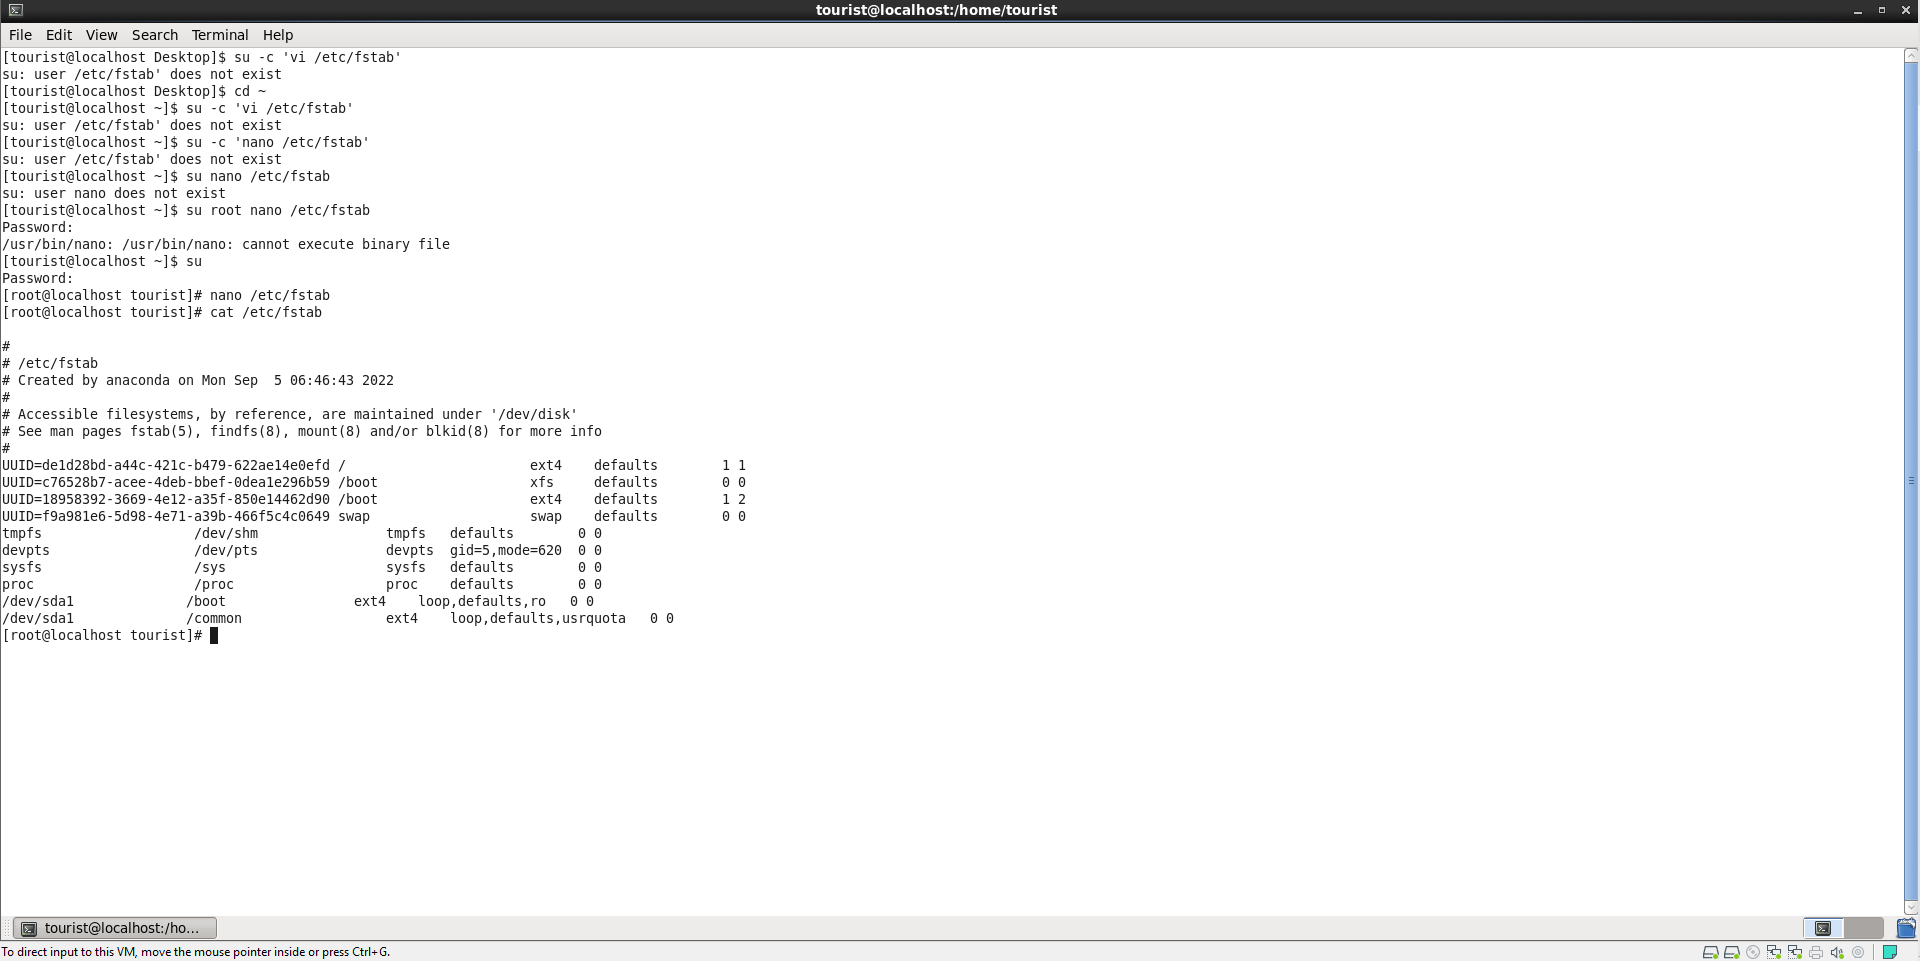 tourist@localhost:/home/tourist
File Edit View Search Terminal Help
[tourist@localhost Desktop]$ su -c 'vi /etc/fstab'
su: user /etc/fstab' does not exist
[tourist@localhost Desktop]$ cd ~
[tourist@localhost ~]$ su -c 'vi /etc/fstab'
su: user /etc/fstab' does not exist
[tourist@localhost ~]$ su -c 'nano /etc/fstab'
su: user /etc/fstab' does not exist
[tourist@localhost ~]$ su nano /etc/fstab
su: user nano does not exist
[tourist@localhost ~]$ su root nano /etc/fstab
Password:
/usr/bin/nano: /usr/bin/nano: cannot execute binary file
[tourist@localhost ~]$ su
Password:
[root@localhost tourist]# nano /etc/fstab
[root@localhost tourist]# cat /etc/fstab
#
# /etc/fstab
# Created by anaconda on Mon Sep  5 06:46:43 2022
#
# Accessible filesystems, by reference, are maintained under '/dev/disk'
# See man pages fstab(5), findfs(8), mount(8) and/or blkid(8) for more info
#
UUID=de1d28bd-a44c-421c-b479-622ae14e0efd /                       ext4    defaults        1 1
UUID=c76528b7-acee-4deb-bbef-0dea1e296b59 /boot                   xfs     defaults        0 0
UUID=18958392-3669-4e12-a35f-850e14462d90 /boot                   ext4    defaults        1 2
UUID=f9a981e6-5d98-4e71-a39b-466f5c4c0649 swap                    swap    defaults        0 0
tmpfs                   /dev/shm                tmpfs   defaults        0 0
devpts                  /dev/pts                devpts  gid=5,mode=620  0 0
sysfs                   /sys                    sysfs   defaults        0 0
proc                    /proc                   proc    defaults        0 0
/dev/sda1              /boot                ext4    loop,defaults,ro   0 0
/dev/sda1              /common                  ext4    loop,defaults,usrquota   0 0
[root@localhost tourist]#
tourist@localhost:/ho...
To direct input to this VM, move the mouse pointer inside or press Ctrl+G.